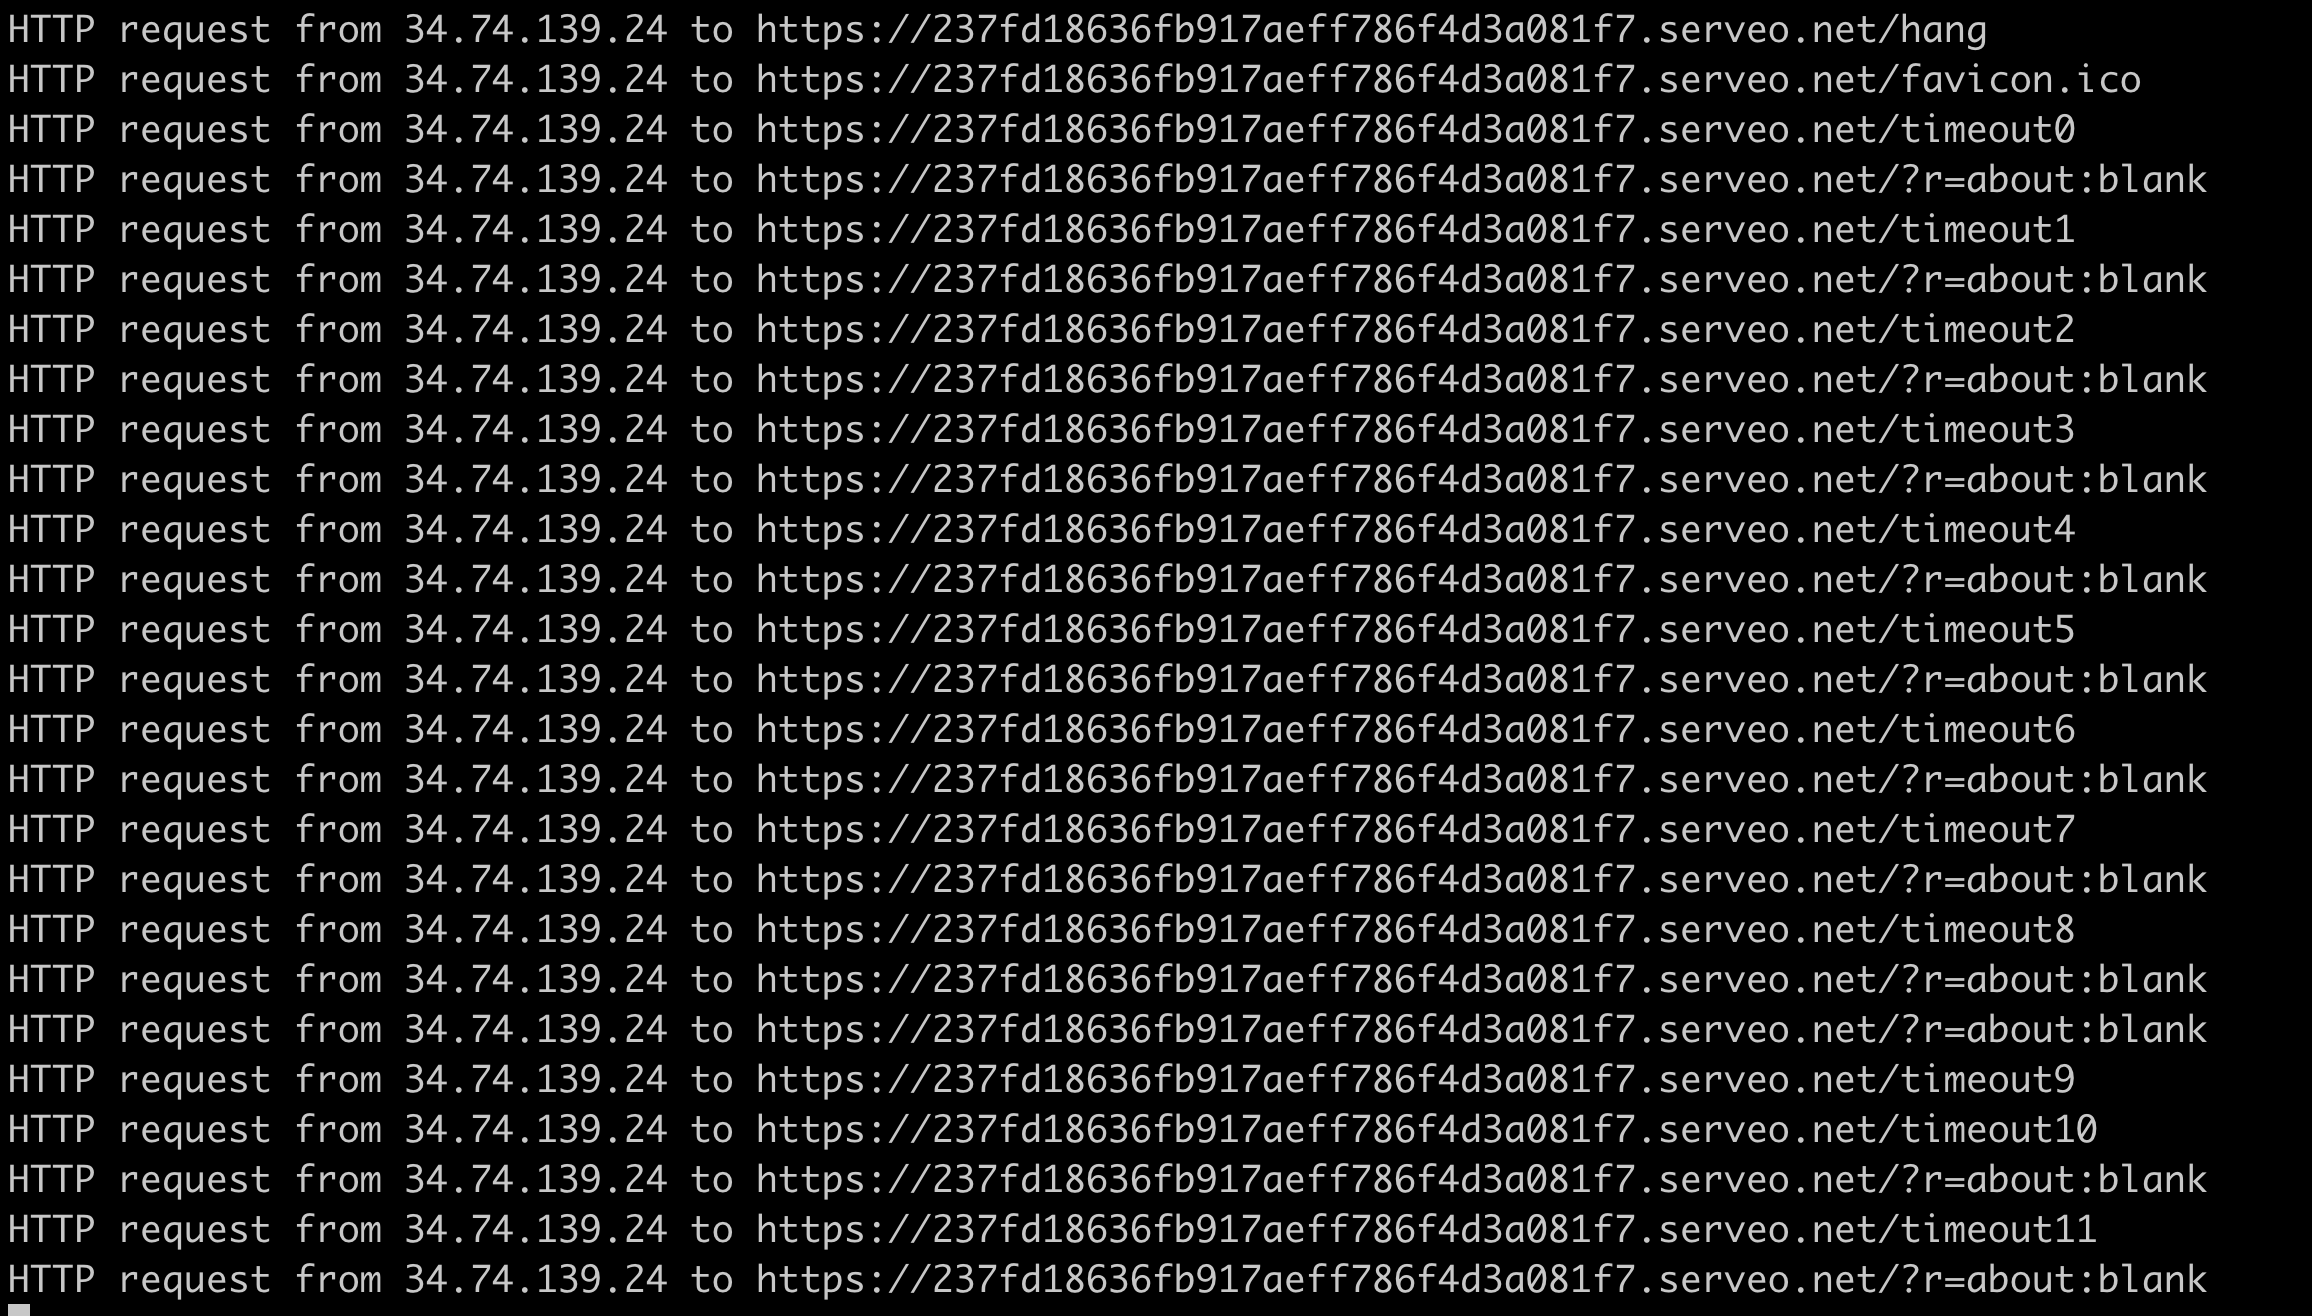 HTTP request from 34.74.139.24 to https://237fd18636fb917aeff786f4d3a081f7.serveo.net/hang
HTTP request from 34.74.139.24 to https://237fd18636fb917aeff786f4d3a081f7.serveo.net/favicon.ico
HTTP request from 34.74.139.24 to https://237fd18636fb917aeff786f4d3a081f7.serveo.net/timeout0
HTTP request from 34.74.139.24 to https://237fd18636fb917aeff786f4d3a081f7.serveo.net/?r=about:blank
HTTP request from 34.74.139.24 to https://237fd18636fb917aeff786f4d3a081f7.serveo.net/timeout1
HTTP request from 34.74.139.24 to https://237fd18636fb917aeff786f4d3a081f7.serveo.net/?r=about:blank
HTTP request from 34.74.139.24 to https://237fd18636fb917aeff786f4d3a081f7.serveo.net/timeout2
HTTP request from 34.74.139.24 to https://237fd18636fb917aeff786f4d3a081f7.serveo.net/?r=about:blank
HTTP request from 34.74.139.24 to https://237fd18636fb917aeff786f4d3a081f7.serveo.net/timeout3
HTTP request from 34.74.139.24 to https://237fd18636fb917aeff786f4d3a081f7.serveo.net/?r=about:blank
HTTP request from 34.74.139.24 to https://237fd18636fb917aeff786f4d3a081f7.serveo.net/timeout4
HTTP request from 34.74.139.24 to https://237fd18636fb917aeff786f4d3a081f7.serveo.net/?r=about:blank
HTTP request from 34.74.139.24 to https://237fd18636fb917aeff786f4d3a081f7.serveo.net/timeout5
HTTP request from 34.74.139.24 to https://237fd18636fb917aeff786f4d3a081f7.serveo.net/?r=about:blank
HTTP request from 34.74.139.24 to https://237fd18636fb917aeff786f4d3a081f7.serveo.net/timeout6
HTTP request from 34.74.139.24 to https://237fd18636fb917aeff786f4d3a081f7.serveo.net/?r=about:blank
HTTP request from 34.74.139.24 to https://237fd18636fb917aeff786f4d3a081f7.serveo.net/timeout7
HTTP request from 34.74.139.24 to https://237fd18636fb917aeff786f4d3a081f7.serveo.net/?r=about:blank
HTTP request from 34.74.139.24 to https://237fd18636fb917aeff786f4d3a081f7.serveo.net/timeout8
HTTP request from 34.74.139.24 to https://237fd18636fb917aeff786f4d3a081f7.serveo.net/?r=about:blank
HTTP request from 34.74.139.24 to https://237fd18636fb917aeff786f4d3a081f7.serveo.net/?r=about:blank
HTTP request from 34.74.139.24 to https://237fd18636fb917aeff786f4d3a081f7.serveo.net/timeout9
HTTP request from 34.74.139.24 to https://237fd18636fb917aeff786f4d3a081f7.serveo.net/timeout10
HTTP request from 34.74.139.24 to https://237fd18636fb917aeff786f4d3a081f7.serveo.net/?r=about:blank
HTTP request from 34.74.139.24 to https://237fd18636fb917aeff786f4d3a081f7.serveo.net/timeout11
HTTP request from 34.74.139.24 to https://237fd18636fb917aeff786f4d3a081f7.serveo.net/?r=about:blank